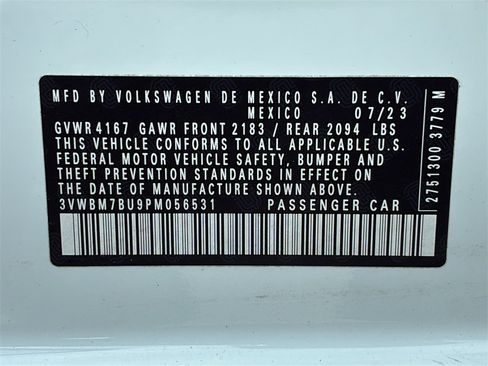 MFD BY VOLKSWAGEN DE MEXICO S.A. DE C.V.
MEXICO 07/23
GVWR 4167 GAWR FRONT 2183 / REAR 2094 LBS
THIS VEHICLE CONFORMS TO ALL APPLICABLE U.S.
FEDERAL MOTOR VEHICLE SAFETY, BUMPER AND
THEFT PREVENTION STANDARDS IN EFFECT ON
THE DATE OF MANUFACTURE SHOWN ABOVE.
3VWBM7BU9PM056531 PASSENGER CAR
2751300 3779 M